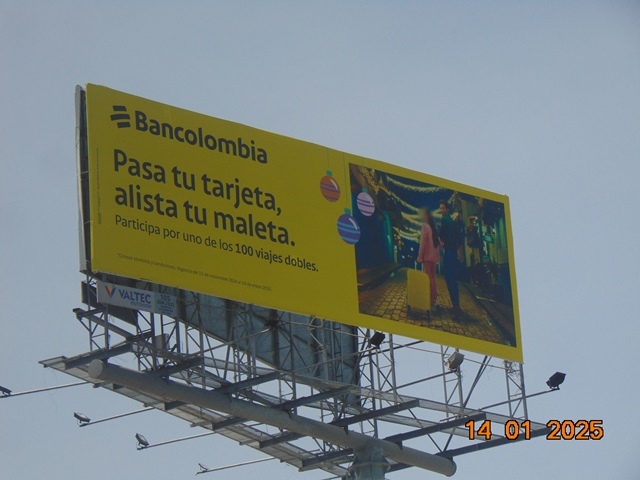 Bancolombia
Pasa tu tarjeta,
alista tu maleta.
Participa por uno de los 100 viajes dobles.
VALTEC
14 01 2025